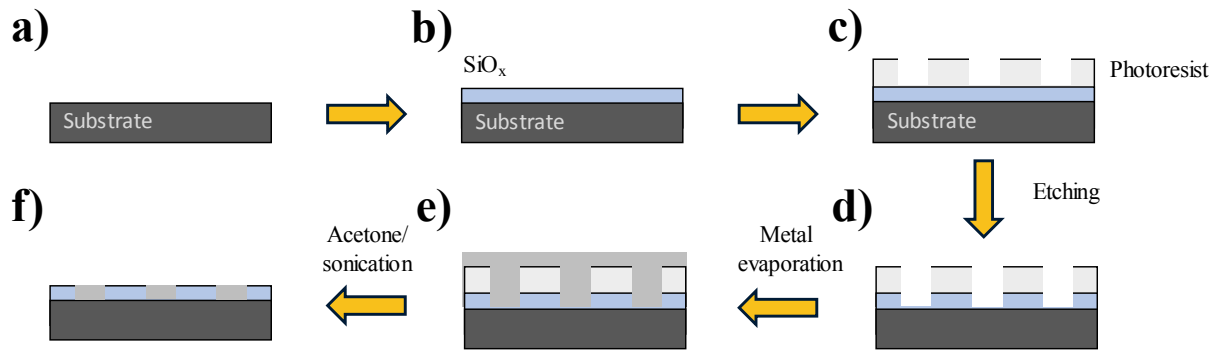 a)
b)
c)
SiOₓ
Photoresist
Substrate
Substrate
Substrate
f)
e)
d)
Etching
Acetone/
sonication
Metal
evaporation